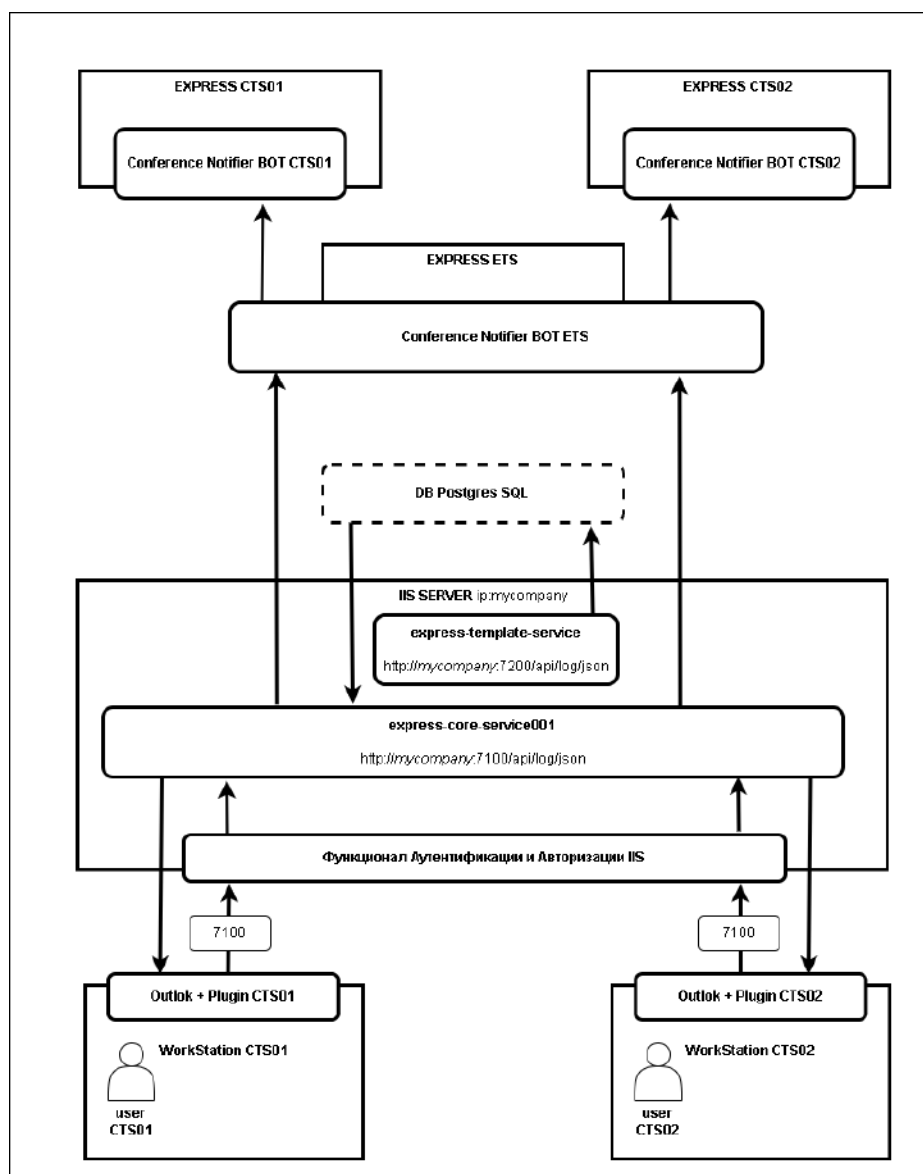 EXPRESS CTS01
EXPRESS CTS02
Conference Notifier BOT CTS01
Conference Notifier BOT CTS02
EXPRESS ETS
Conference Notifier BOT ETS
DB Postgres SQL
IIS SERVER ip:mycompany
express-template-service
http://mycompany:7200/api/log/json
express-core-service001
http://mycompany:7100/api/log/json
Функционал Аутентификации и Авторизации IIS
7100
7100
Outlok + Plugin CTS01
Outlok + Plugin CTS02
WorkStation CTS01
WorkStation CTS02
user
CTS01
user
CTS02